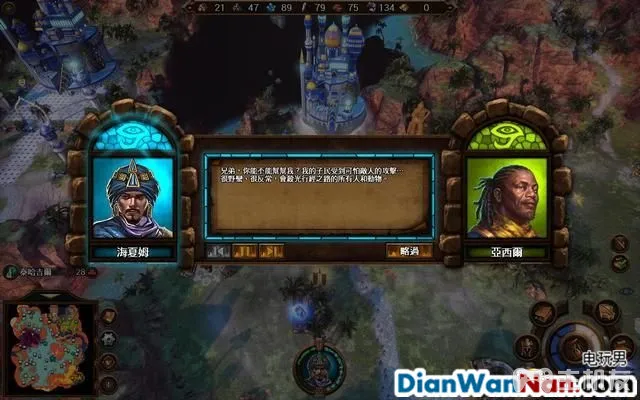 21 47 89 79 75 134 0
兄弟，你能不能幫幫我？我的子民受到可怕敵人的攻擊…
很野蠻、很反常，會殺光行經之路的所有人和動物。
海夏姆
略過
亞西爾
泰哈吉爾 28
电玩男
DianWanNan.com